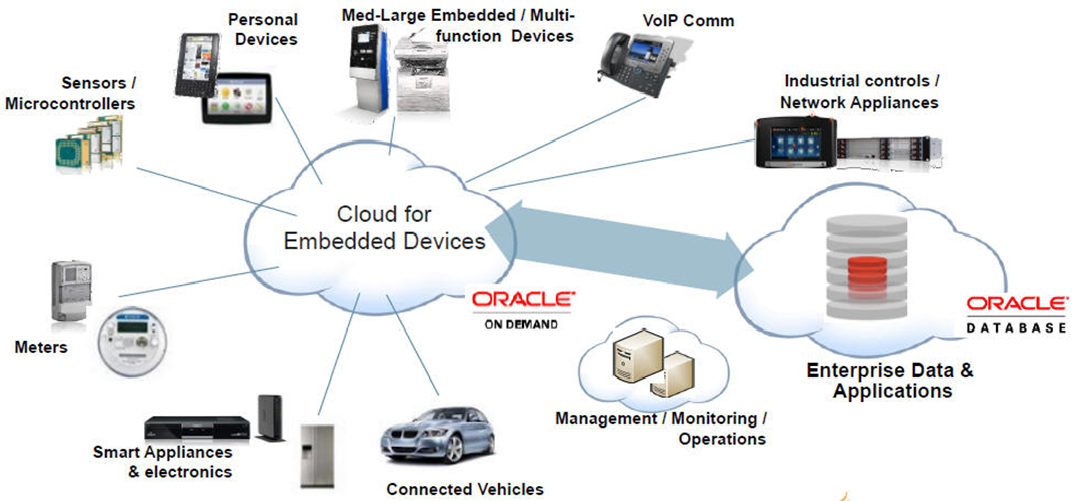 Personal
Devices
Med-Large Embedded / Multi-
function Devices
VoIP Comm
Sensors /
Microcontrollers
Industrial controls /
Network Appliances
Cloud for
Embedded Devices
ORACLE®
ON DEMAND
ORACLE®
DATABASE
Meters
Enterprise Data &
Applications
Management / Monitoring /
Operations
Smart Appliances
& electronics
Connected Vehicles